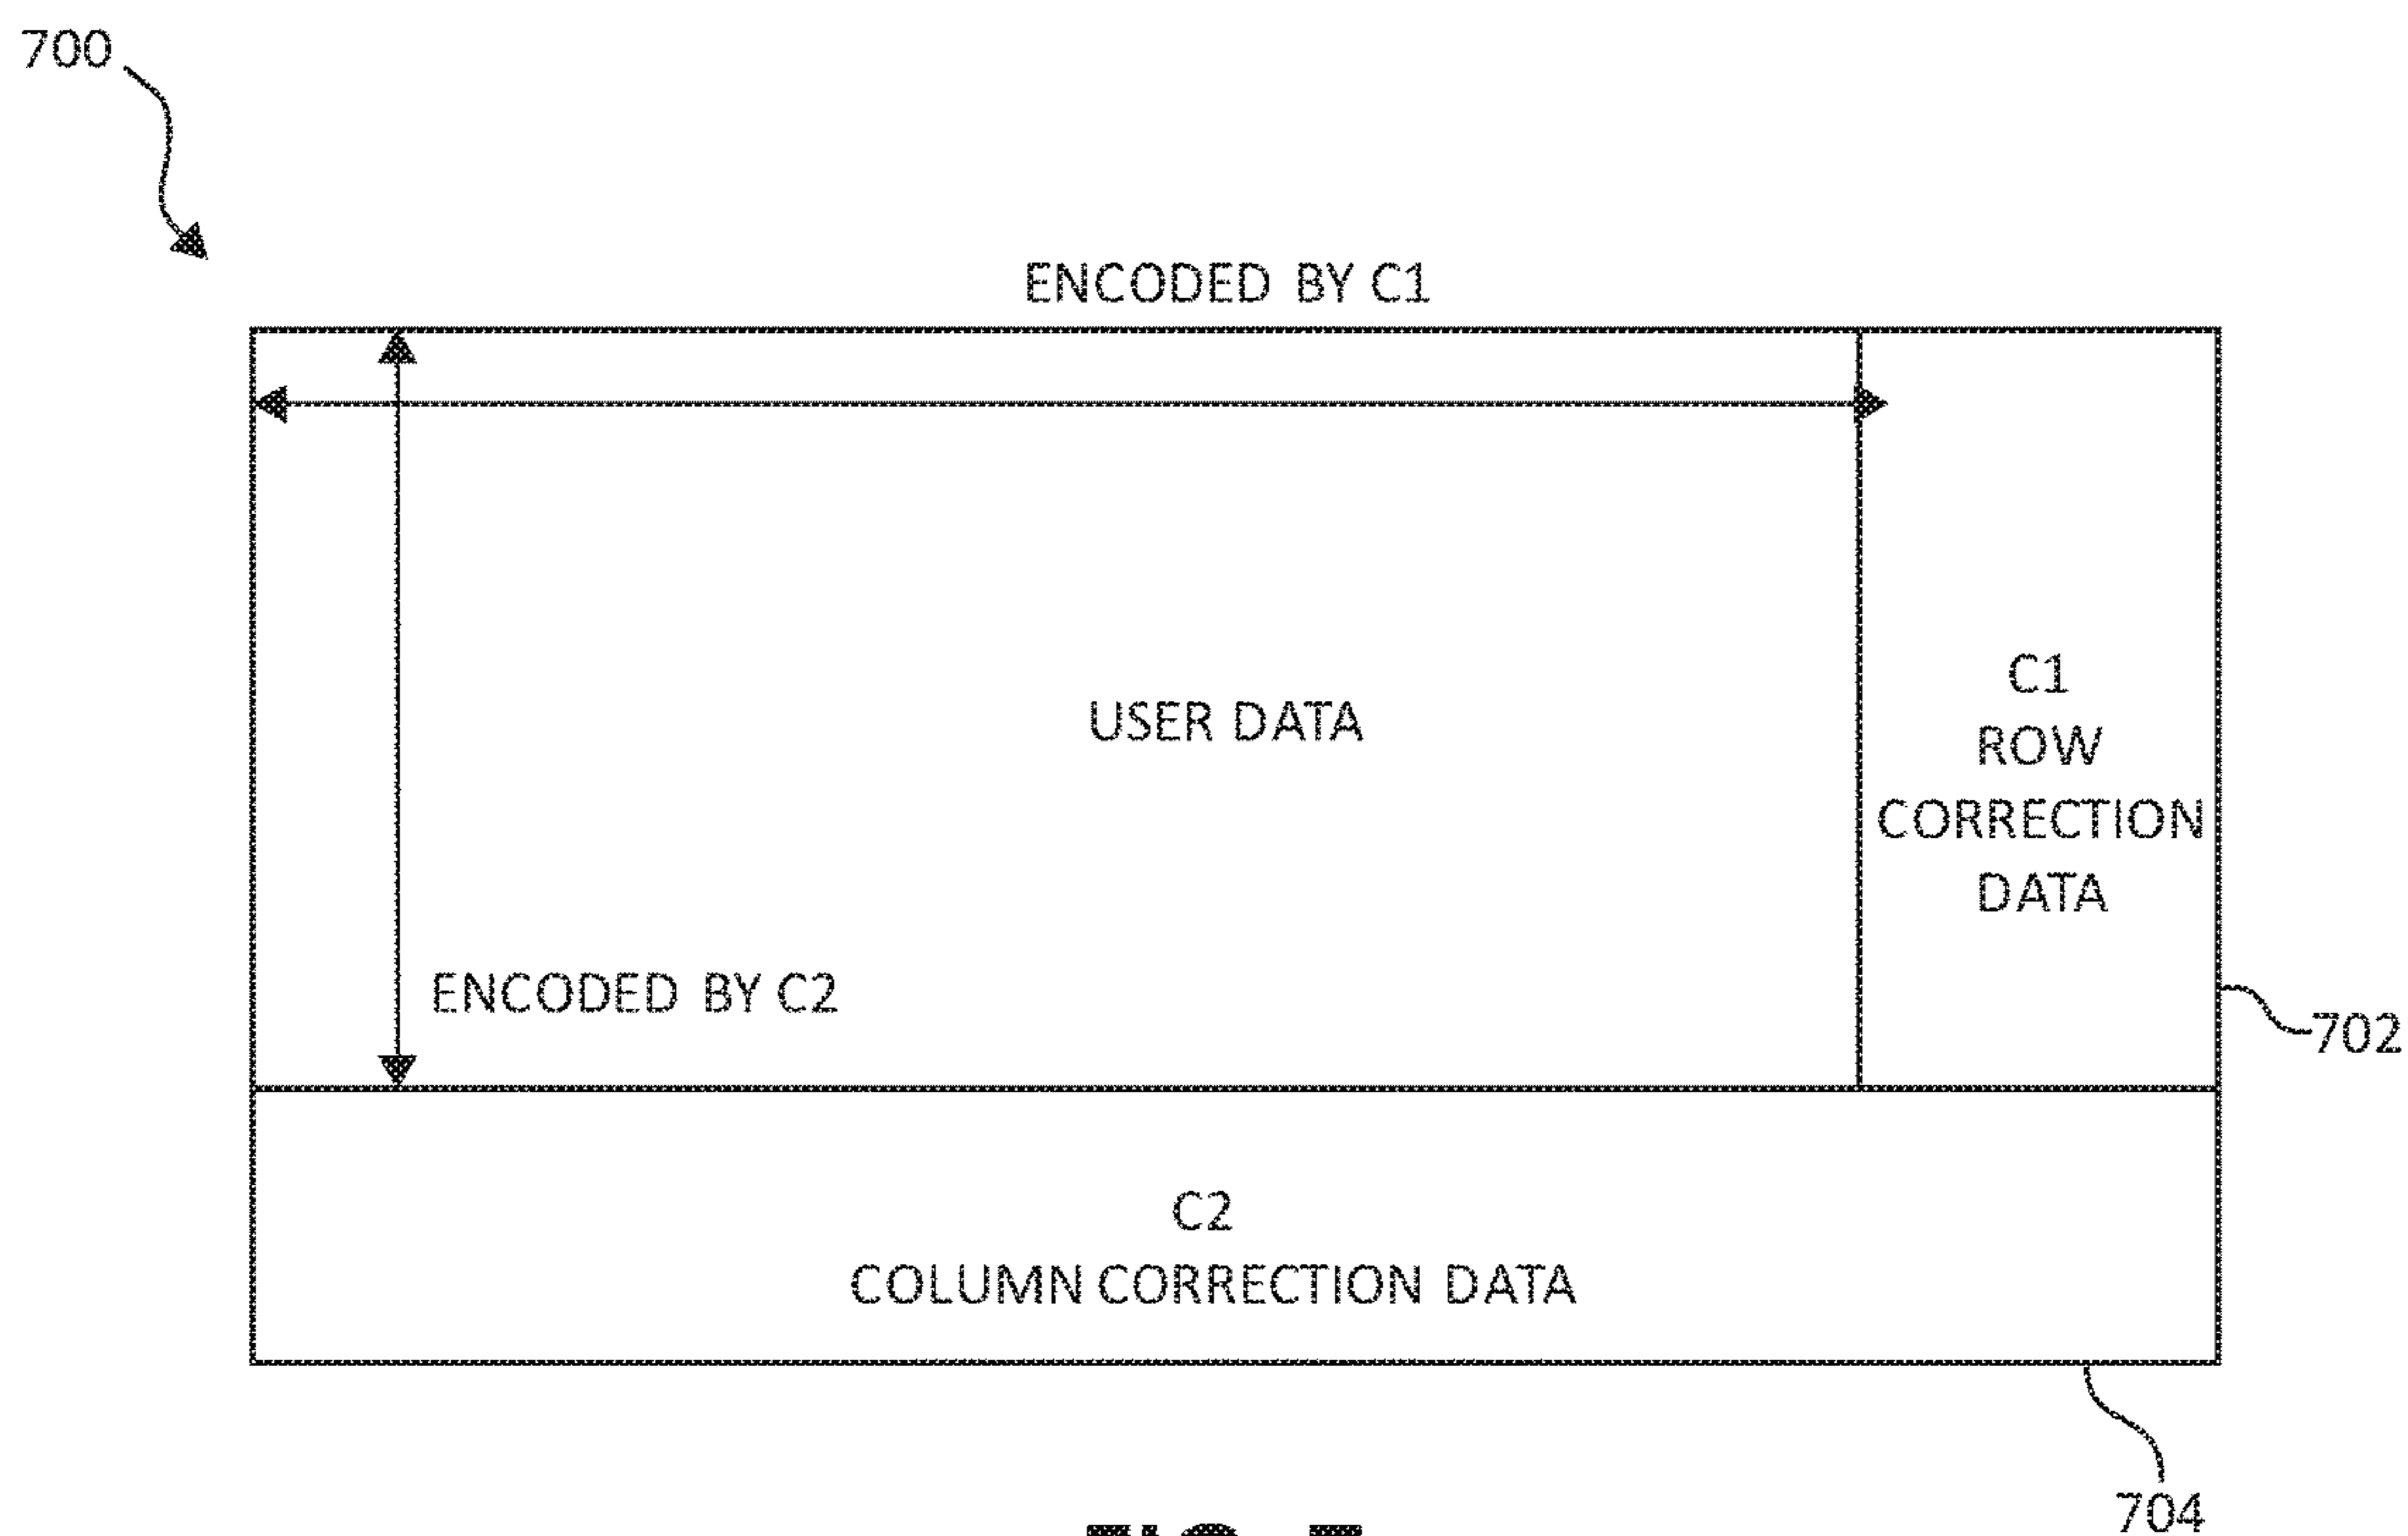 700
ENCODED BY C1
USER DATA
C1
ROW
CORRECTION
DATA
ENCODED BY C2
702
C2
COLUMN CORRECTION DATA
704